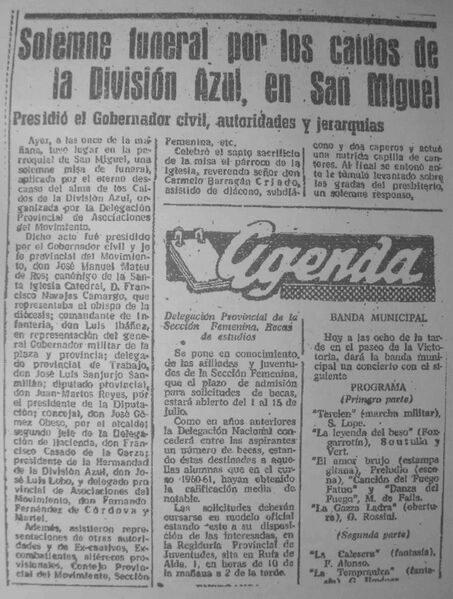 Solemne funeral por los caídos de
la División Azul, en San Miguel
Presidió el Gobernador civil, autoridades y jerarquías
Ayer, a las once de la ma-
ñana, tuvo lugar en la pa-
rroquial de San Miguel, una
solemne misa de funeral,
aplicada por el eterno des-
canso del alma de los Caí-
dos de la División Azul, or-
ganizada por la Delegación
Provincial de Asociaciones
del Movimiento.
Dicho acto fué presidido
por el Gobernador civil y je-
fe provincial del Movimien-
to, don José Manuel Mateu de
Ros; canónigo de la San-
ta Iglesia Catedral, D. Fran-
cisco Navajas Camargo, que
representaba al obispo de la
diócesis; comandante de In-
fantería, don Luis Ibáñez,
en representación del gene-
ral Gobernador militar de la
plaza y provincia; delega-
do provincial de Trabajo,
don José Luis Sanjurjo San-
millán; diputado provincial,
don Juan-Martos Reyes, por
el presidente de la Diputa-
ción; concejal, don José Gó-
mez Obeso, por el alcalde; el
segundo jefe de la Delega-
ción de Hacienda, don Fran-
cisco Casado de la Garza;
presidente de la Hermandad
de la División Azul, don Jo-
sé Luis Lobo, y delegado pro-
vincial de Asociaciones del
Movimiento, don Fernando
Fernández de Córdova y
Martel.
Además, asistieron repre-
sentaciones de otras autori-
dades y de Ex-cautivos, Ex-
combatientes, alféreces pro-
visionales, Consejo Provin-
cial del Movimiento, Sección
Femenina, etc.
Celebró el santo sacrificio
de la misa el párroco de la
Iglesia, reverendo señor don
Carmelo Barragán Criado,
asistido de diácono, subdiá-
cono y dos caperos y actuó
una nutrida capilla de can-
tores. Al final se entonó an-
te el túmulo levantado sobre
las gradas del presbiterio,
un solemne responso,
agenda
Delegación Provincial de la
Sección Femenina. Becas
de estudios
Se pone en conocimiento,
de las afiliadas y juventu-
des de la Sección Femenina,
que el plazo de admisión
para solicitudes de becas,
estará abierto del 1 al 15 de
julio.
Como en años anteriores
la Delegación Nacional con-
cederá entre las aspirantes
un número de becas, estan-
do éstas destinadas a aque-
llas alumnas que en el cur-
so 1960-61, hayan obtenido
la calificación media de
notable.
Las solicitudes deberán
cursarse en modelo oficial
estando éste a su disposi-
ción de las interesadas, en
la Regiduría Provincial de
Juventudes, sita en Ruta de
Alda, 1, en horas de 10 de
la mañana a 2 de la tarde.
BANDA MUNICIPAL
Hoy a las ocho de la tar-
de en el paseo de la Victo-
ria, dará la banda muni-
cipal un concierto con el si-
guiente
PROGRAMA
(Primera parte)
"Tercien" (marcha militar),
S. Lope.
"La leyenda del beso" (Fox-
garrotín), Soutullo y
Vert.
"El amor brujo (estampa
gitana), Preludio (esce-
na), "Canción del Fuego
Fatuo" y "Danza del
Fuego", M. de Falla.
"La Gazza Ladra" (obertu-
ra), G. Rossini.
(Segunda parte)
"La Calesera" (fantasía),
F. Alonso.
"La Tempranica" (fanta-
sía), G. Jiménez